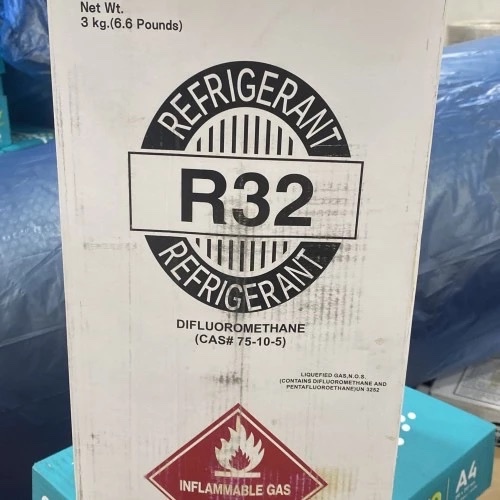 Net Wt.
3 kg.(6.6 Pounds)
REFRIGERANT
R32
REFRIGERANT
DIFLUOROMETHANE
(CAS# 75-10-5)
LIQUEFIED GAS,N.O.S.
(CONTAINS DIFLUOROMETHANE AND
PENTAFLUOROETHANE)UN 3252
INFLAMMABLE GAS
A4